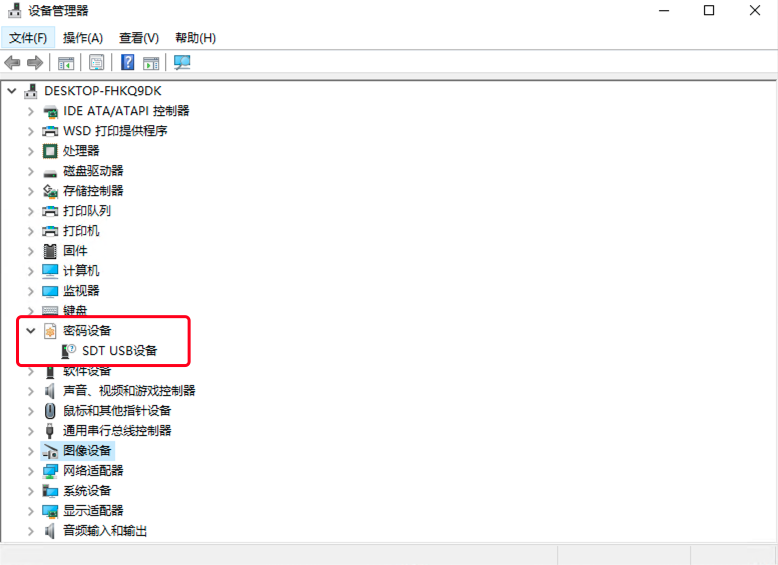 设备管理器
文件(F) 操作(A) 查看(V) 帮助(H)
DESKTOP-FHKQ9DK
IDE ATA/ATAPI 控制器
WSD 打印提供程序
处理器
磁盘驱动器
存储控制器
打印队列
打印机
固件
计算机
监视器
键盘
密码设备
SDT USB设备
软件设备
声音、视频和游戏控制器
鼠标和其他指针设备
通用串行总线控制器
图像设备
网络适配器
系统设备
显示适配器
音频输入和输出